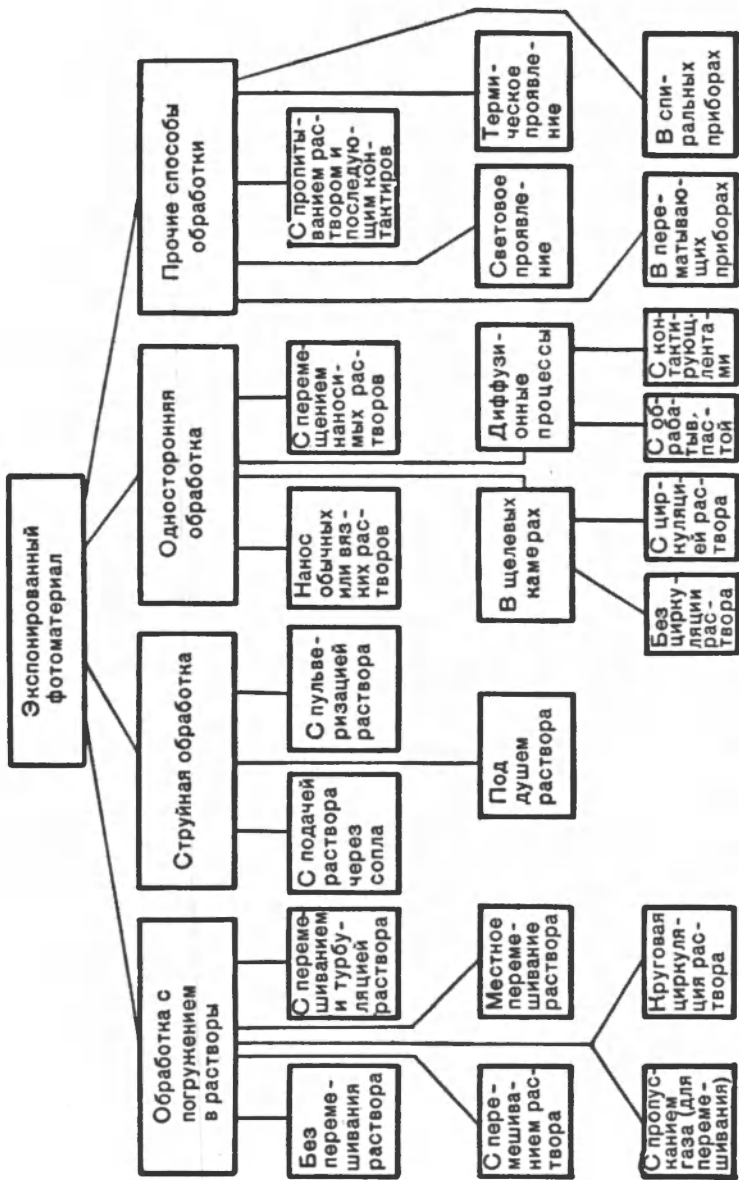 Экспонированный
фотоматериал
Обработка с
погружением
в растворы
Струйная обработка
Односторонняя
обработка
Прочие способы
обработки
Без
переме-
шивания
раствора
С переме-
шиванием
и турбу-
ляцией
раствора
С подачей
раствора
через
сопла
С пульве-
ризацией
раствора
Нанос
обычных
или вяз-
ких рас-
творов
С переме-
щением
наноси-
мых рас-
творов
С пропиты-
ванием рас-
твором и
последую-
щим кон-
тактиров
С пере-
мешива-
нием рас-
твора
Местное
переме-
шивание
раствора
Под
душем
раствора
В щелевых
камерах
Диффузи-
онные
процессы
Световое
проявле-
ние
Терми-
ческое
проявле-
ние
С пропус-
канием
газа (для
переме-
шивания)
Круговая
циркуля-
ция рас-
твора
Без
цирку-
ляции
рас-
твора
С цир-
куляци-
ей рас-
твора
С об-
рабa-
тыв.
пас-
той
С кон-
такти-
рующ.
лента-
ми
В пере-
матываю-
щих
приборах
В спи-
ральных
приборах